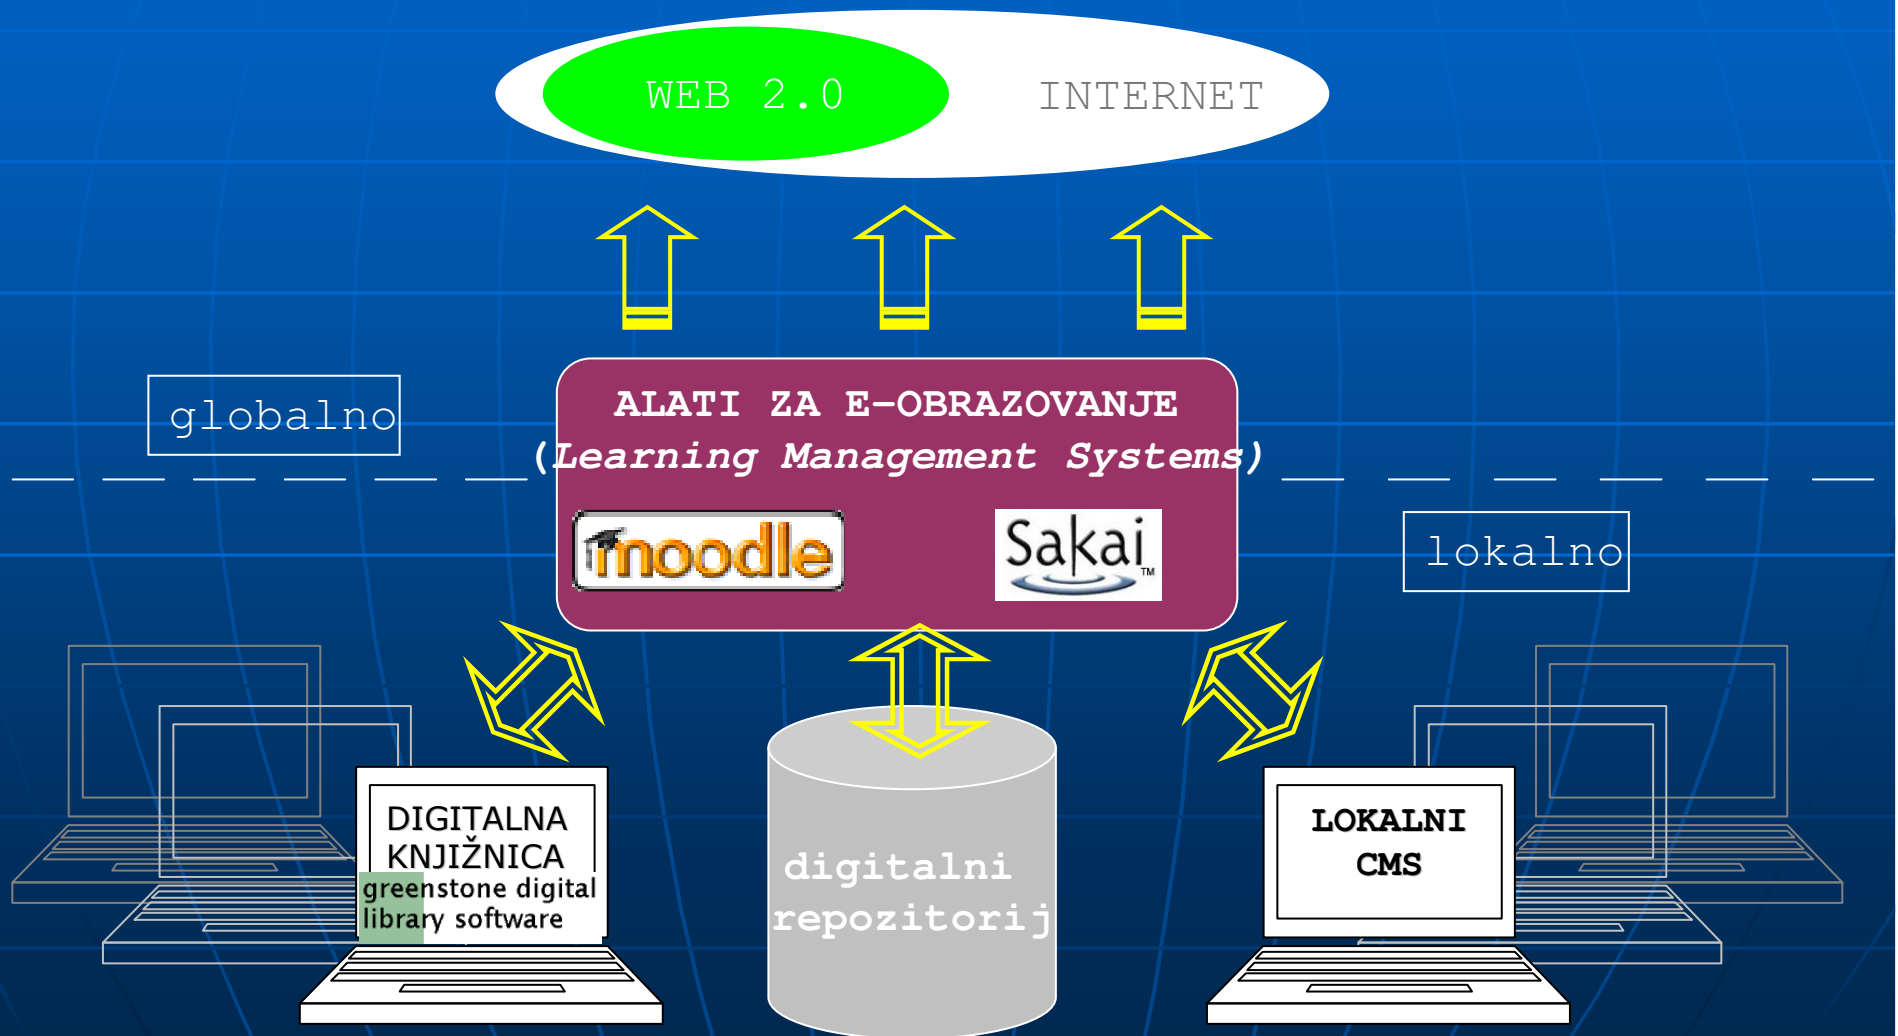 WEB 2.0
INTERNET
globalno
ALATI ZA E-OBRAZOVANJE
(Learning Management Systems)
moodle
Sakai™
lokalno
DIGITALNA
KNJIŽNICA
greenstone digital
library software
digitalni
repozitorij
LOKALNI
CMS